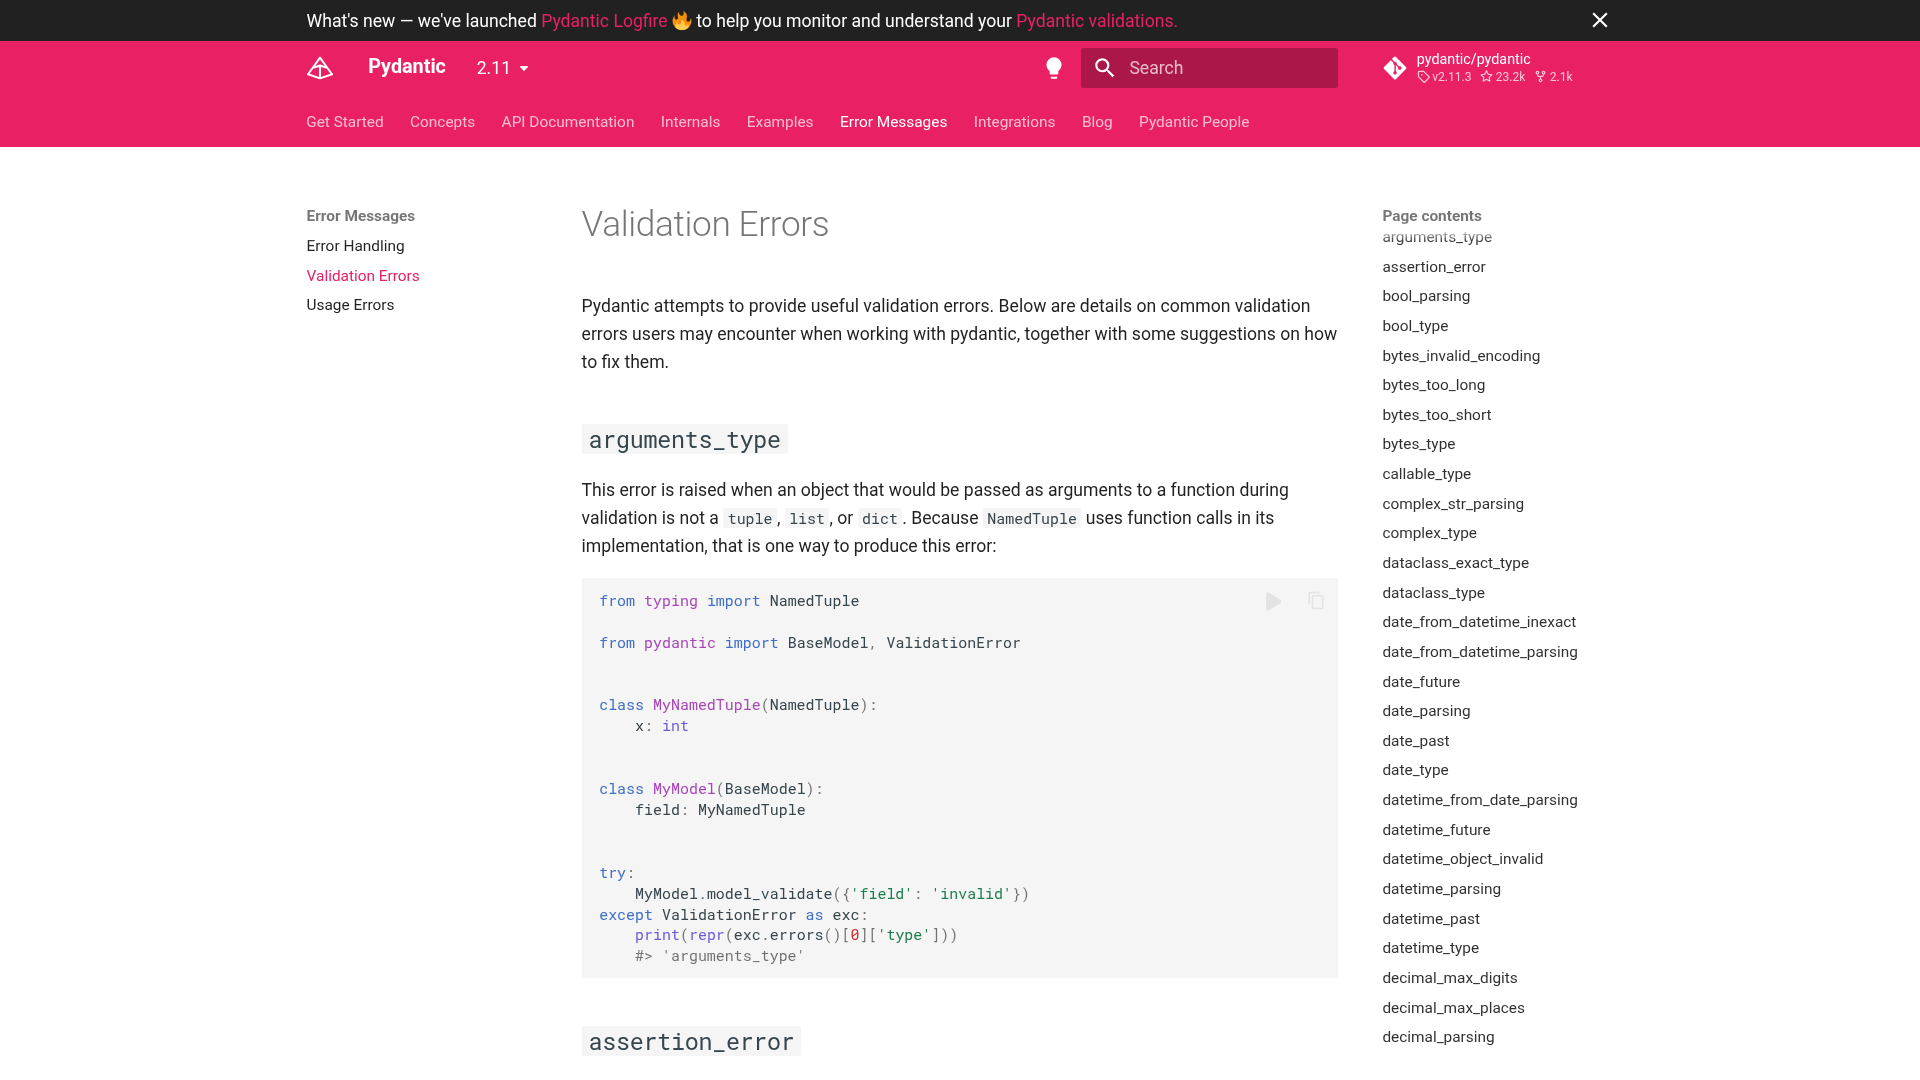 What's new — we've launched Pydantic Logfire 🔥 to help you monitor and understand your Pydantic validations.
Pydantic
2.11
Search
pydantic/pydantic
v2.11.3 23.2k 2.1k
Get Started Concepts API Documentation Internals Examples Error Messages Integrations Blog Pydantic People
Error Messages
Error Handling
Validation Errors
Usage Errors
Validation Errors
Pydantic attempts to provide useful validation errors. Below are details on common validation
errors users may encounter when working with pydantic, together with some suggestions on how
to fix them.
arguments_type
This error is raised when an object that would be passed as arguments to a function during
validation is not a tuple, list, or dict. Because NamedTuple uses function calls in its
implementation, that is one way to produce this error:
from typing import NamedTuple
from pydantic import BaseModel, ValidationError
class MyNamedTuple(NamedTuple):
    x: int
class MyModel(BaseModel):
    field: MyNamedTuple
try:
    MyModel.model_validate({'field': 'invalid'})
except ValidationError as exc:
    print(repr(exc.errors()[0]['type']))
    #> 'arguments_type'
assertion_error
Page contents
arguments_type
assertion_error
bool_parsing
bool_type
bytes_invalid_encoding
bytes_too_long
bytes_too_short
bytes_type
callable_type
complex_str_parsing
complex_type
dataclass_exact_type
dataclass_type
date_from_datetime_inexact
date_from_datetime_parsing
date_future
date_parsing
date_past
date_type
datetime_from_date_parsing
datetime_future
datetime_object_invalid
datetime_parsing
datetime_past
datetime_type
decimal_max_digits
decimal_max_places
decimal_parsing